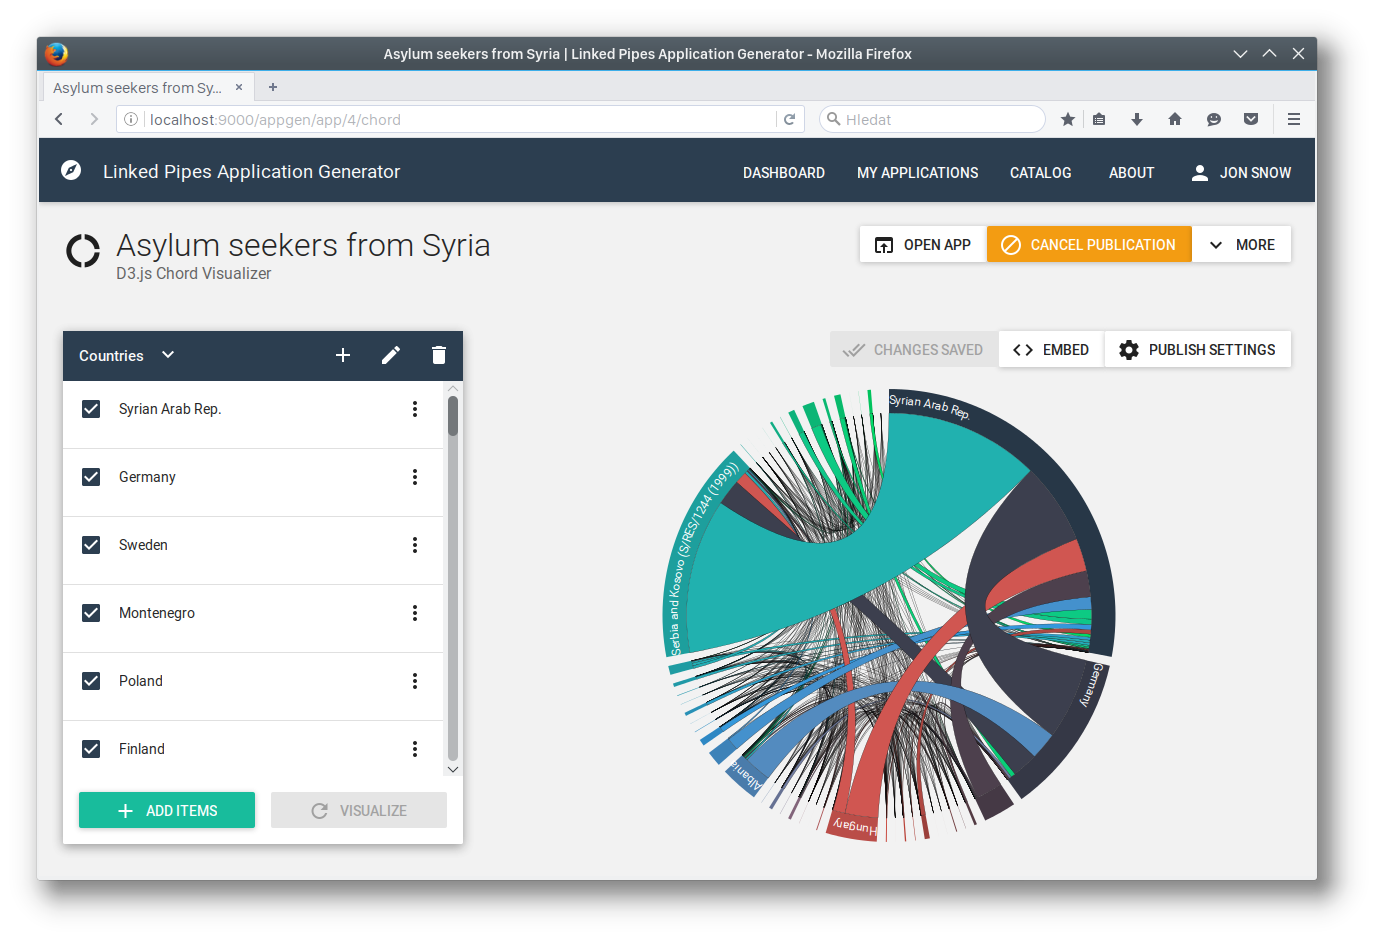 Asylum seekers from Syria | Linked Pipes Application Generator - Mozilla Firefox
Asylum seekers from Sy...
localhost:9000/appgen/app/4/chord
Hledat
Linked Pipes Application Generator
DASHBOARD
MY APPLICATIONS
CATALOG
ABOUT
JON SNOW
Asylum seekers from Syria
D3.js Chord Visualizer
OPEN APP
CANCEL PUBLICATION
MORE
Countries
CHANGES SAVED
EMBED
PUBLISH SETTINGS
Syrian Arab Rep.
Germany
Sweden
Montenegro
Poland
Finland
ADD ITEMS
VISUALIZE
Syrian Arab Rep.
Serbia and Kosovo (S/RES/1244 (1999))
Germany
Albania
Hungary